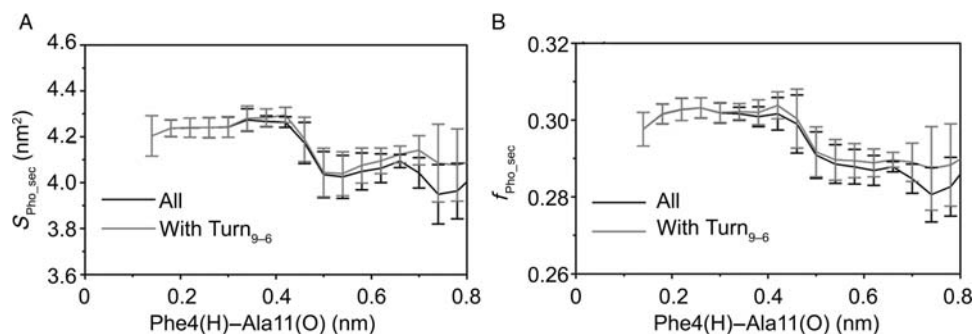 A
4.6
4.4
4.2
4.0
3.8
3.6
S_Pho_sec (nm²)
All
With Turn₉₋₆
0 0.2 0.4 0.6 0.8
Phe4(H)–Ala11(O) (nm)
B
0.32
0.30
0.28
0.26
f_Pho_sec
All
With Turn₉₋₆
0 0.2 0.4 0.6 0.8
Phe4(H)–Ala11(O) (nm)